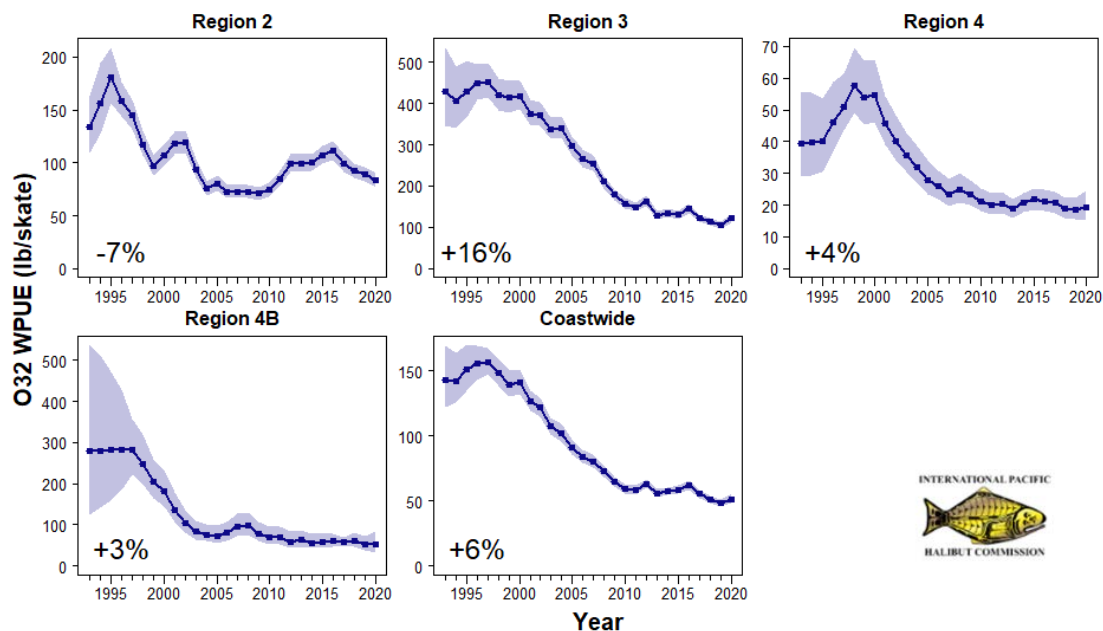 Region 2
Region 3
Region 4
200
150
100
50
0
-7%
1995 2000 2005 2010 2015 2020
500
400
300
200
100
0
+16%
1995 2000 2005 2010 2015 2020
70
60
50
40
30
20
10
0
+4%
1995 2000 2005 2010 2015 2020
O32 WPUE (lb/skate)
Region 4B
Coastwide
500
400
300
200
100
0
+3%
1995 2000 2005 2010 2015 2020
150
100
50
0
+6%
1995 2000 2005 2010 2015 2020
INTERNATIONAL PACIFIC
HALIBUT COMMISSION
Year